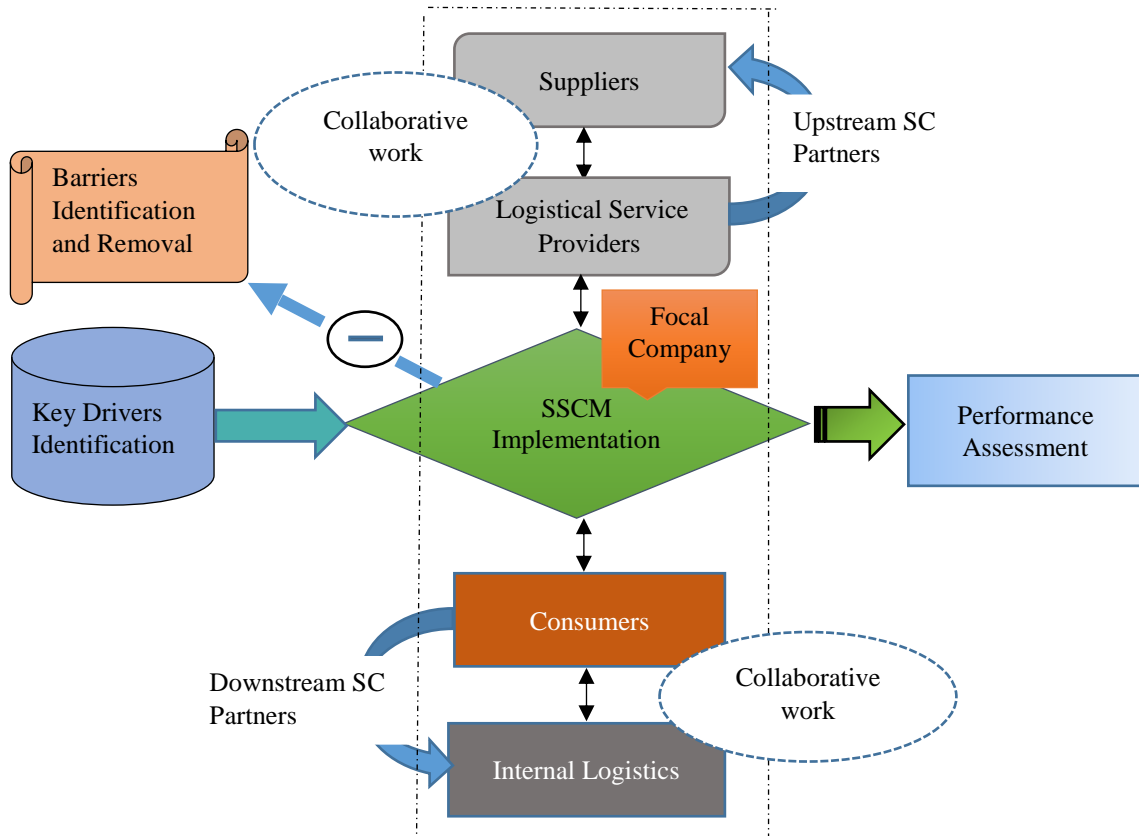 Suppliers
Collaborative
work
Upstream SC
Partners
Barriers
Identification
and Removal
Logistical Service
Providers
Focal
Company
Key Drivers
Identification
SSCM
Implementation
Performance
Assessment
Consumers
Downstream SC
Partners
Collaborative
work
Internal Logistics